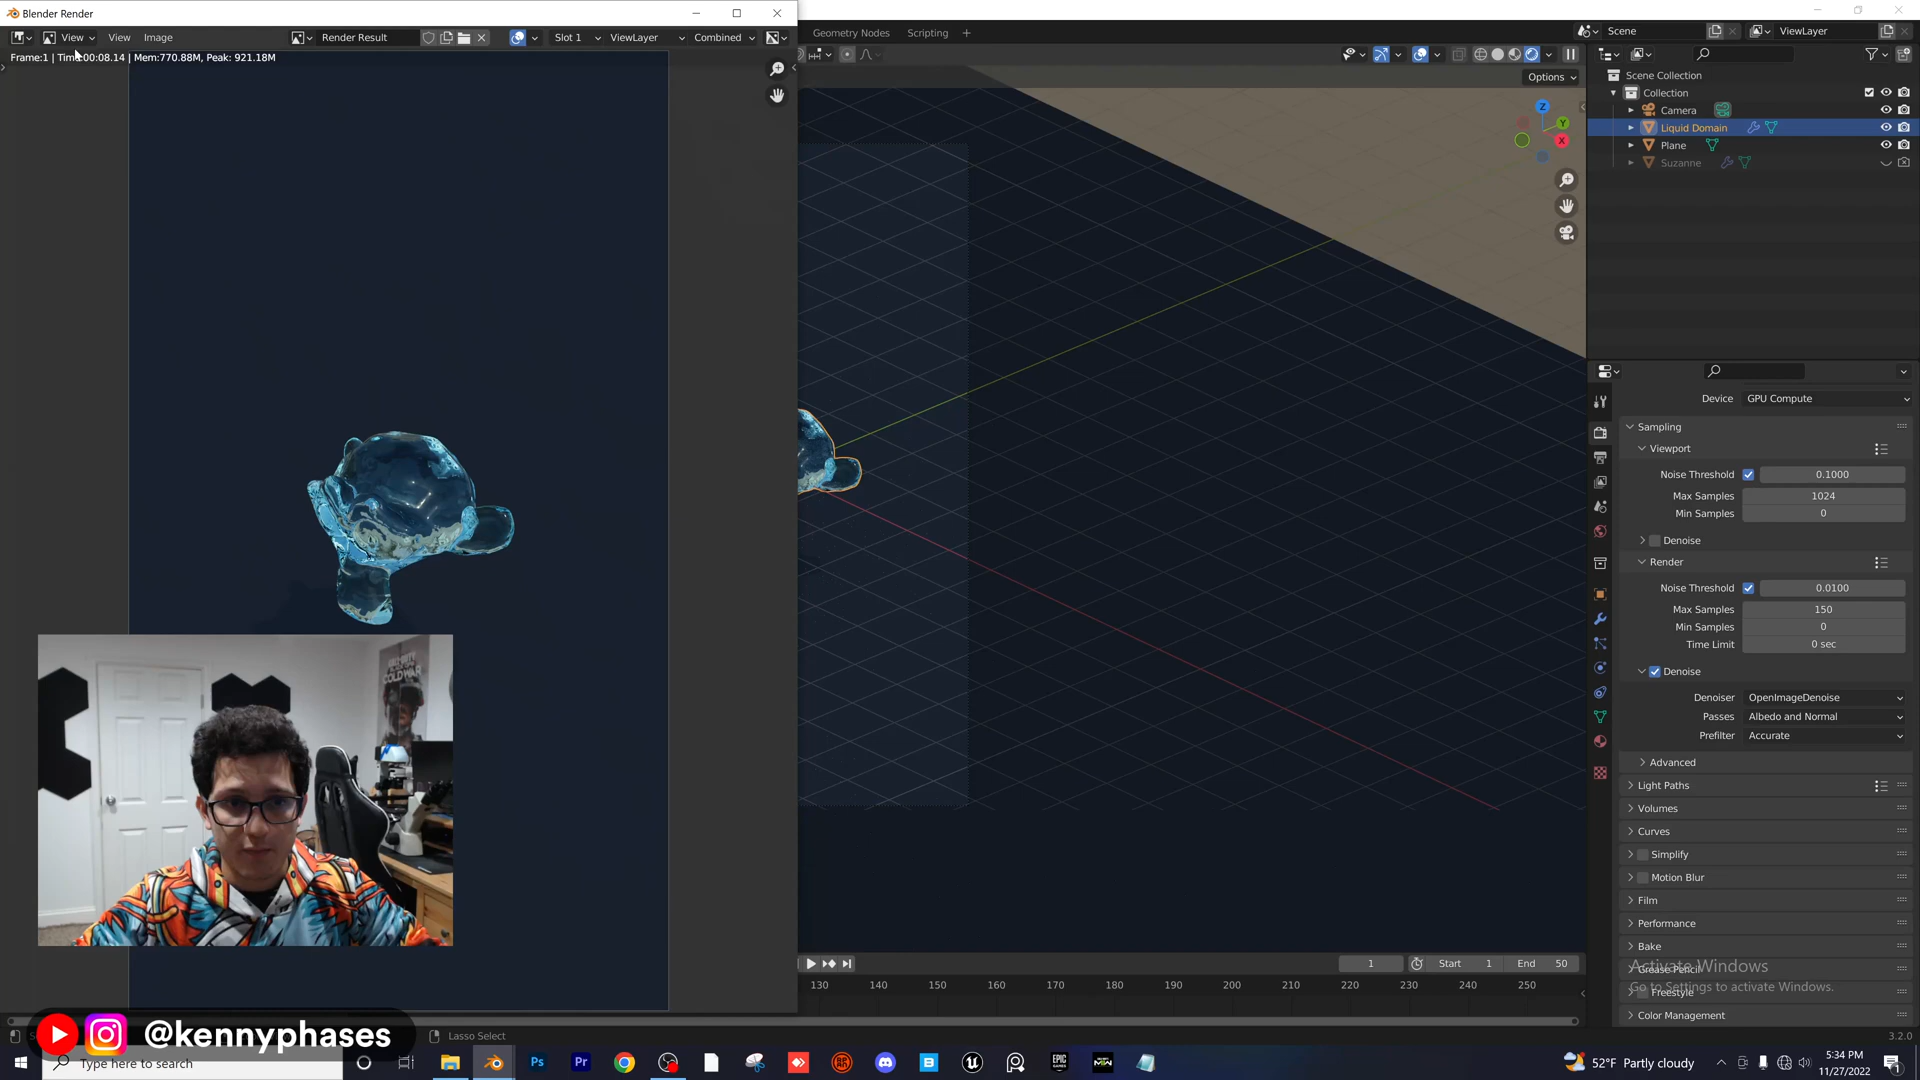 Blender Render
View
View
Image
Render Result
Slot 1
ViewLayer
Combined
Frame:1 | Time:00:08.14 | Mem:770.88M, Peak: 921.18M
Geometry Nodes
Scripting
Scene
ViewLayer
Options
Z
Y
X
Scene Collection
Collection
Camera
Liquid Domain
Plane
Suzanne
Device GPU Compute
Sampling
Viewport
Noise Threshold 0.1000
Max Samples 1024
Min Samples 0
Denoise
Render
Noise Threshold 0.0100
Max Samples 150
Min Samples 0
Time Limit 0 sec
Denoise
Denoiser OpenImageDenoise
Passes Albedo and Normal
Prefilter Accurate
Advanced
Light Paths
Volumes
Curves
Simplify
Motion Blur
Film
Performance
Bake
Grease Pencil
Freestyle
Color Management
Activate Windows
Go to Settings to activate Windows.
1
Start 1
End 50
130 140 150 160 170 180 190 200 210 220 230 240 250
COLD WAR
Lasso Select
3.2.0
@kennyphases
Type here to search
Ps
Pr
EPIC GAMES
52°F Partly cloudy
5:34 PM
11/27/2022
1